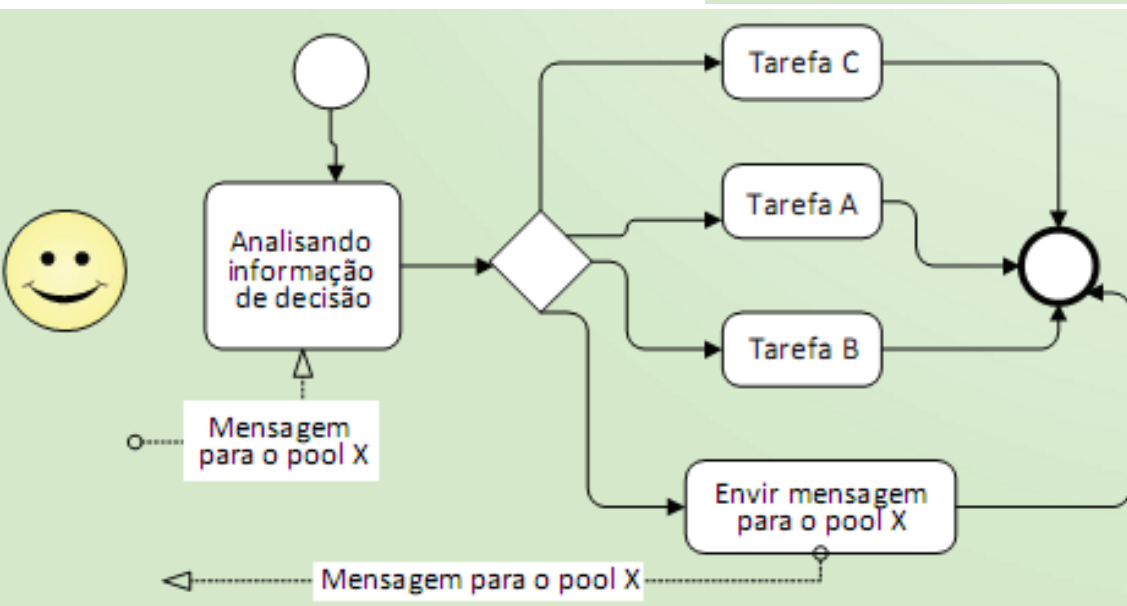 Tarefa C
Tarefa A
Analisando
informação
de decisão
Tarefa B
Mensagem
para o pool X
Envir mensagem
para o pool X
Mensagem para o pool X